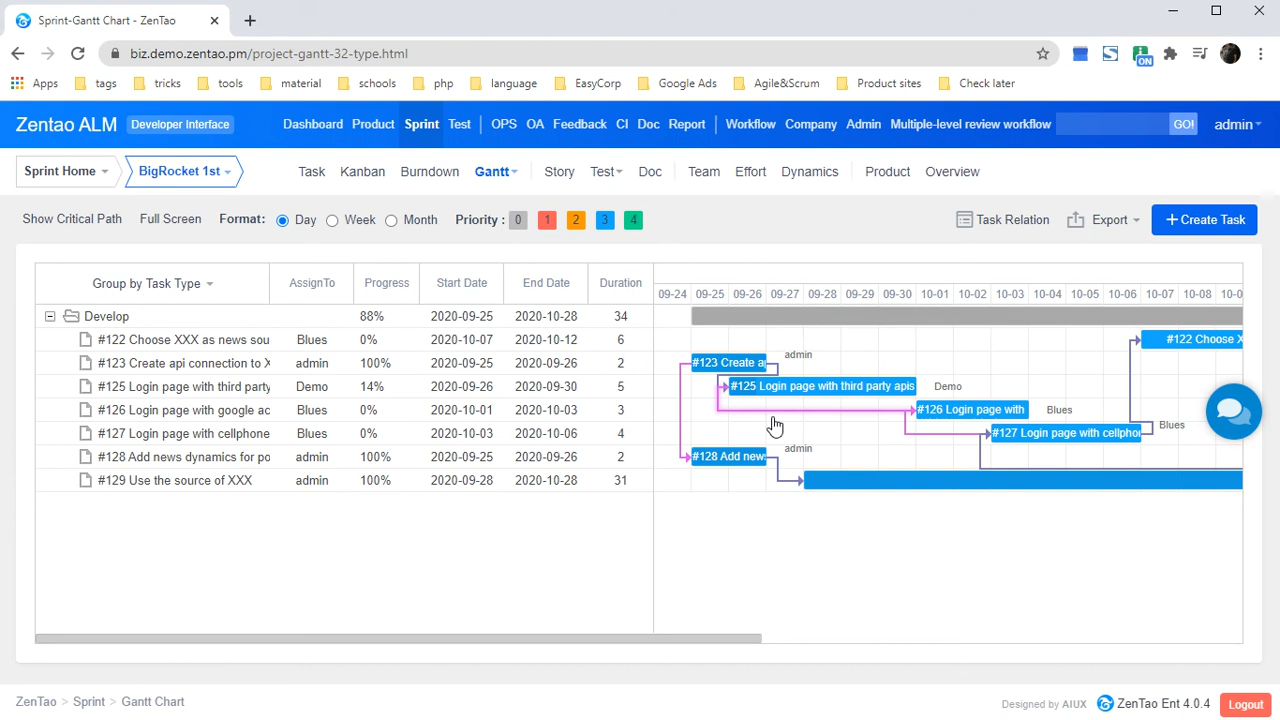 Sprint-Gantt Chart - ZenTao
biz.demo.zentao.pm/project-gantt-32-type.html
ON
Apps tags tricks tools material schools php language EasyCorp Google Ads Agile&Scrum Product sites Check later
Zentao ALM Developer Interface Dashboard Product Sprint Test OPS OA Feedback CI Doc Report Workflow Company Admin Multiple-level review workflow GO! admin
Sprint Home BigRocket 1st Task Kanban Burndown Gantt Story Test Doc Team Effort Dynamics Product Overview
Show Critical Path Full Screen Format: Day Week Month Priority : 0 1 2 3 4 Task Relation Export + Create Task
Group by Task Type AssignTo Progress Start Date End Date Duration
09-24 09-25 09-26 09-27 09-28 09-29 09-30 10-01 10-02 10-03 10-04 10-05 10-06 10-07 10-08 10-0
Develop 88% 2020-09-25 2020-10-28 34
#122 Choose XXX as news sou Blues 0% 2020-10-07 2020-10-12 6 #122 Choose X
#123 Create api connection to X admin 100% 2020-09-25 2020-09-26 2 #123 Create ap admin
#125 Login page with third party Demo 14% 2020-09-26 2020-09-30 5 #125 Login page with third party apis Demo
#126 Login page with google ac Blues 0% 2020-10-01 2020-10-03 3 #126 Login page with Blues
#127 Login page with cellphone Blues 0% 2020-10-03 2020-10-06 4 #127 Login page with cellpho Blues
#128 Add news dynamics for po admin 100% 2020-09-25 2020-09-26 2 #128 Add new admin
#129 Use the source of XXX admin 100% 2020-09-28 2020-10-28 31
ZenTao > Sprint > Gantt Chart Designed by AIUX ZenTao Ent 4.0.4 Logout